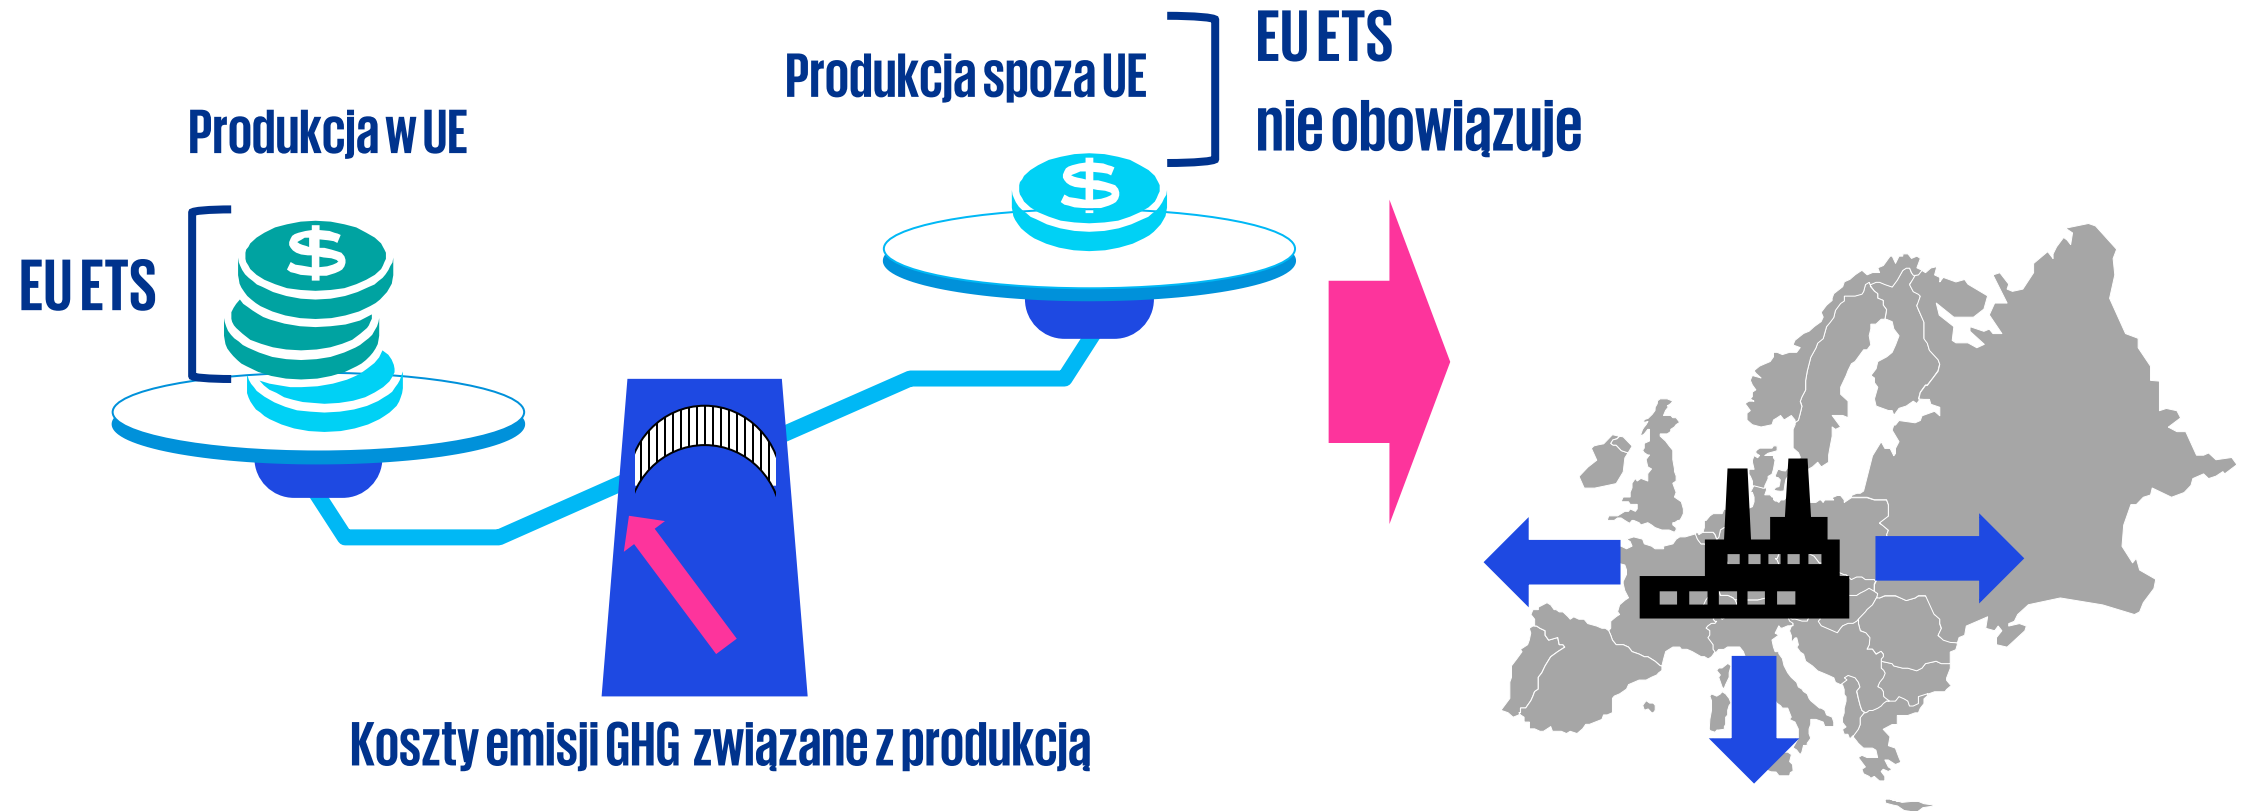 Produkcja w UE
EU ETS
$
Produkcja spoza UE
EU ETS
nie obowiązuje
$
Koszty emisji GHG związane z produkcją